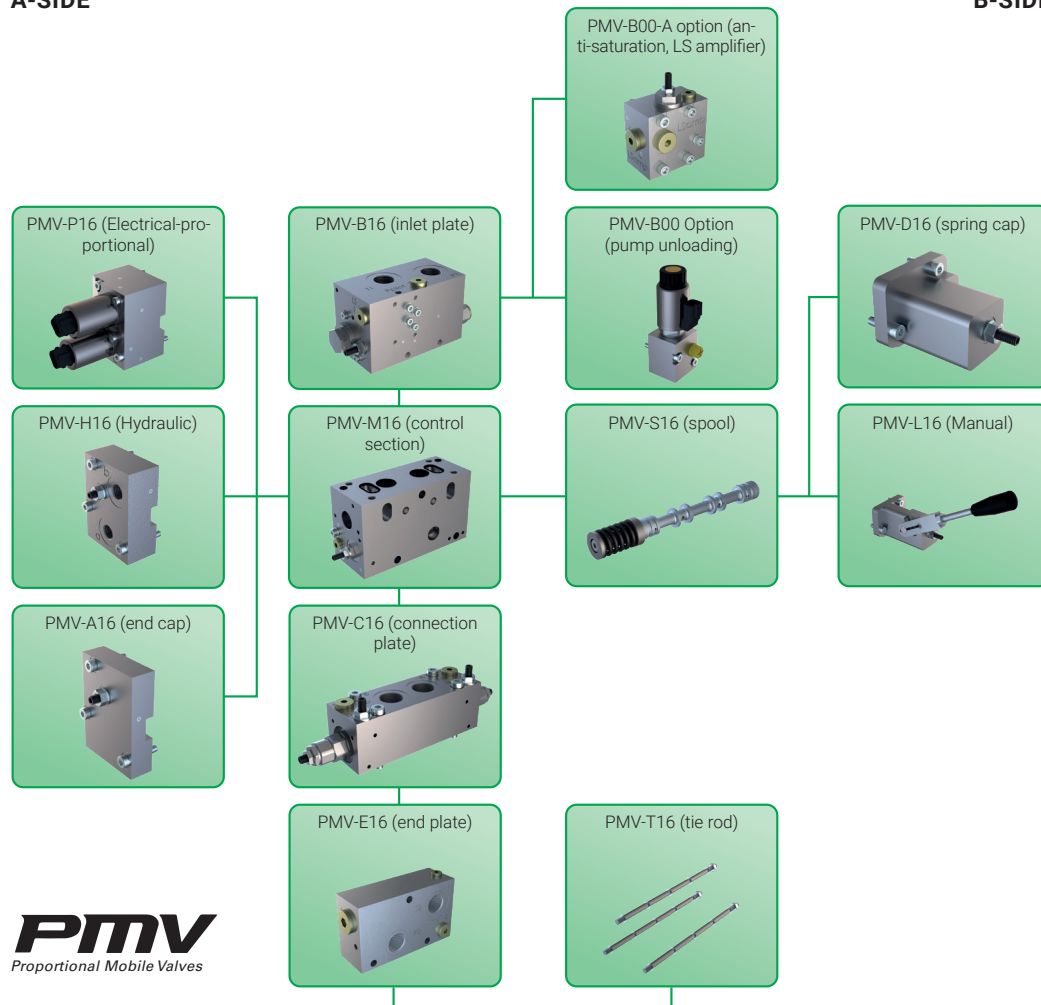 A-SIDE
B-SIDE
PMV-B00-A option (an-
ti-saturation, LS amplifier)
PMV-P16 (Electrical-pro-
portional)
PMV-B16 (inlet plate)
PMV-B00 Option
(pump unloading)
PMV-D16 (spring cap)
PMV-H16 (Hydraulic)
PMV-M16 (control
section)
PMV-S16 (spool)
PMV-L16 (Manual)
PMV-A16 (end cap)
PMV-C16 (connection
plate)
PMV-E16 (end plate)
PMV-T16 (tie rod)
PMV
Proportional Mobile Valves